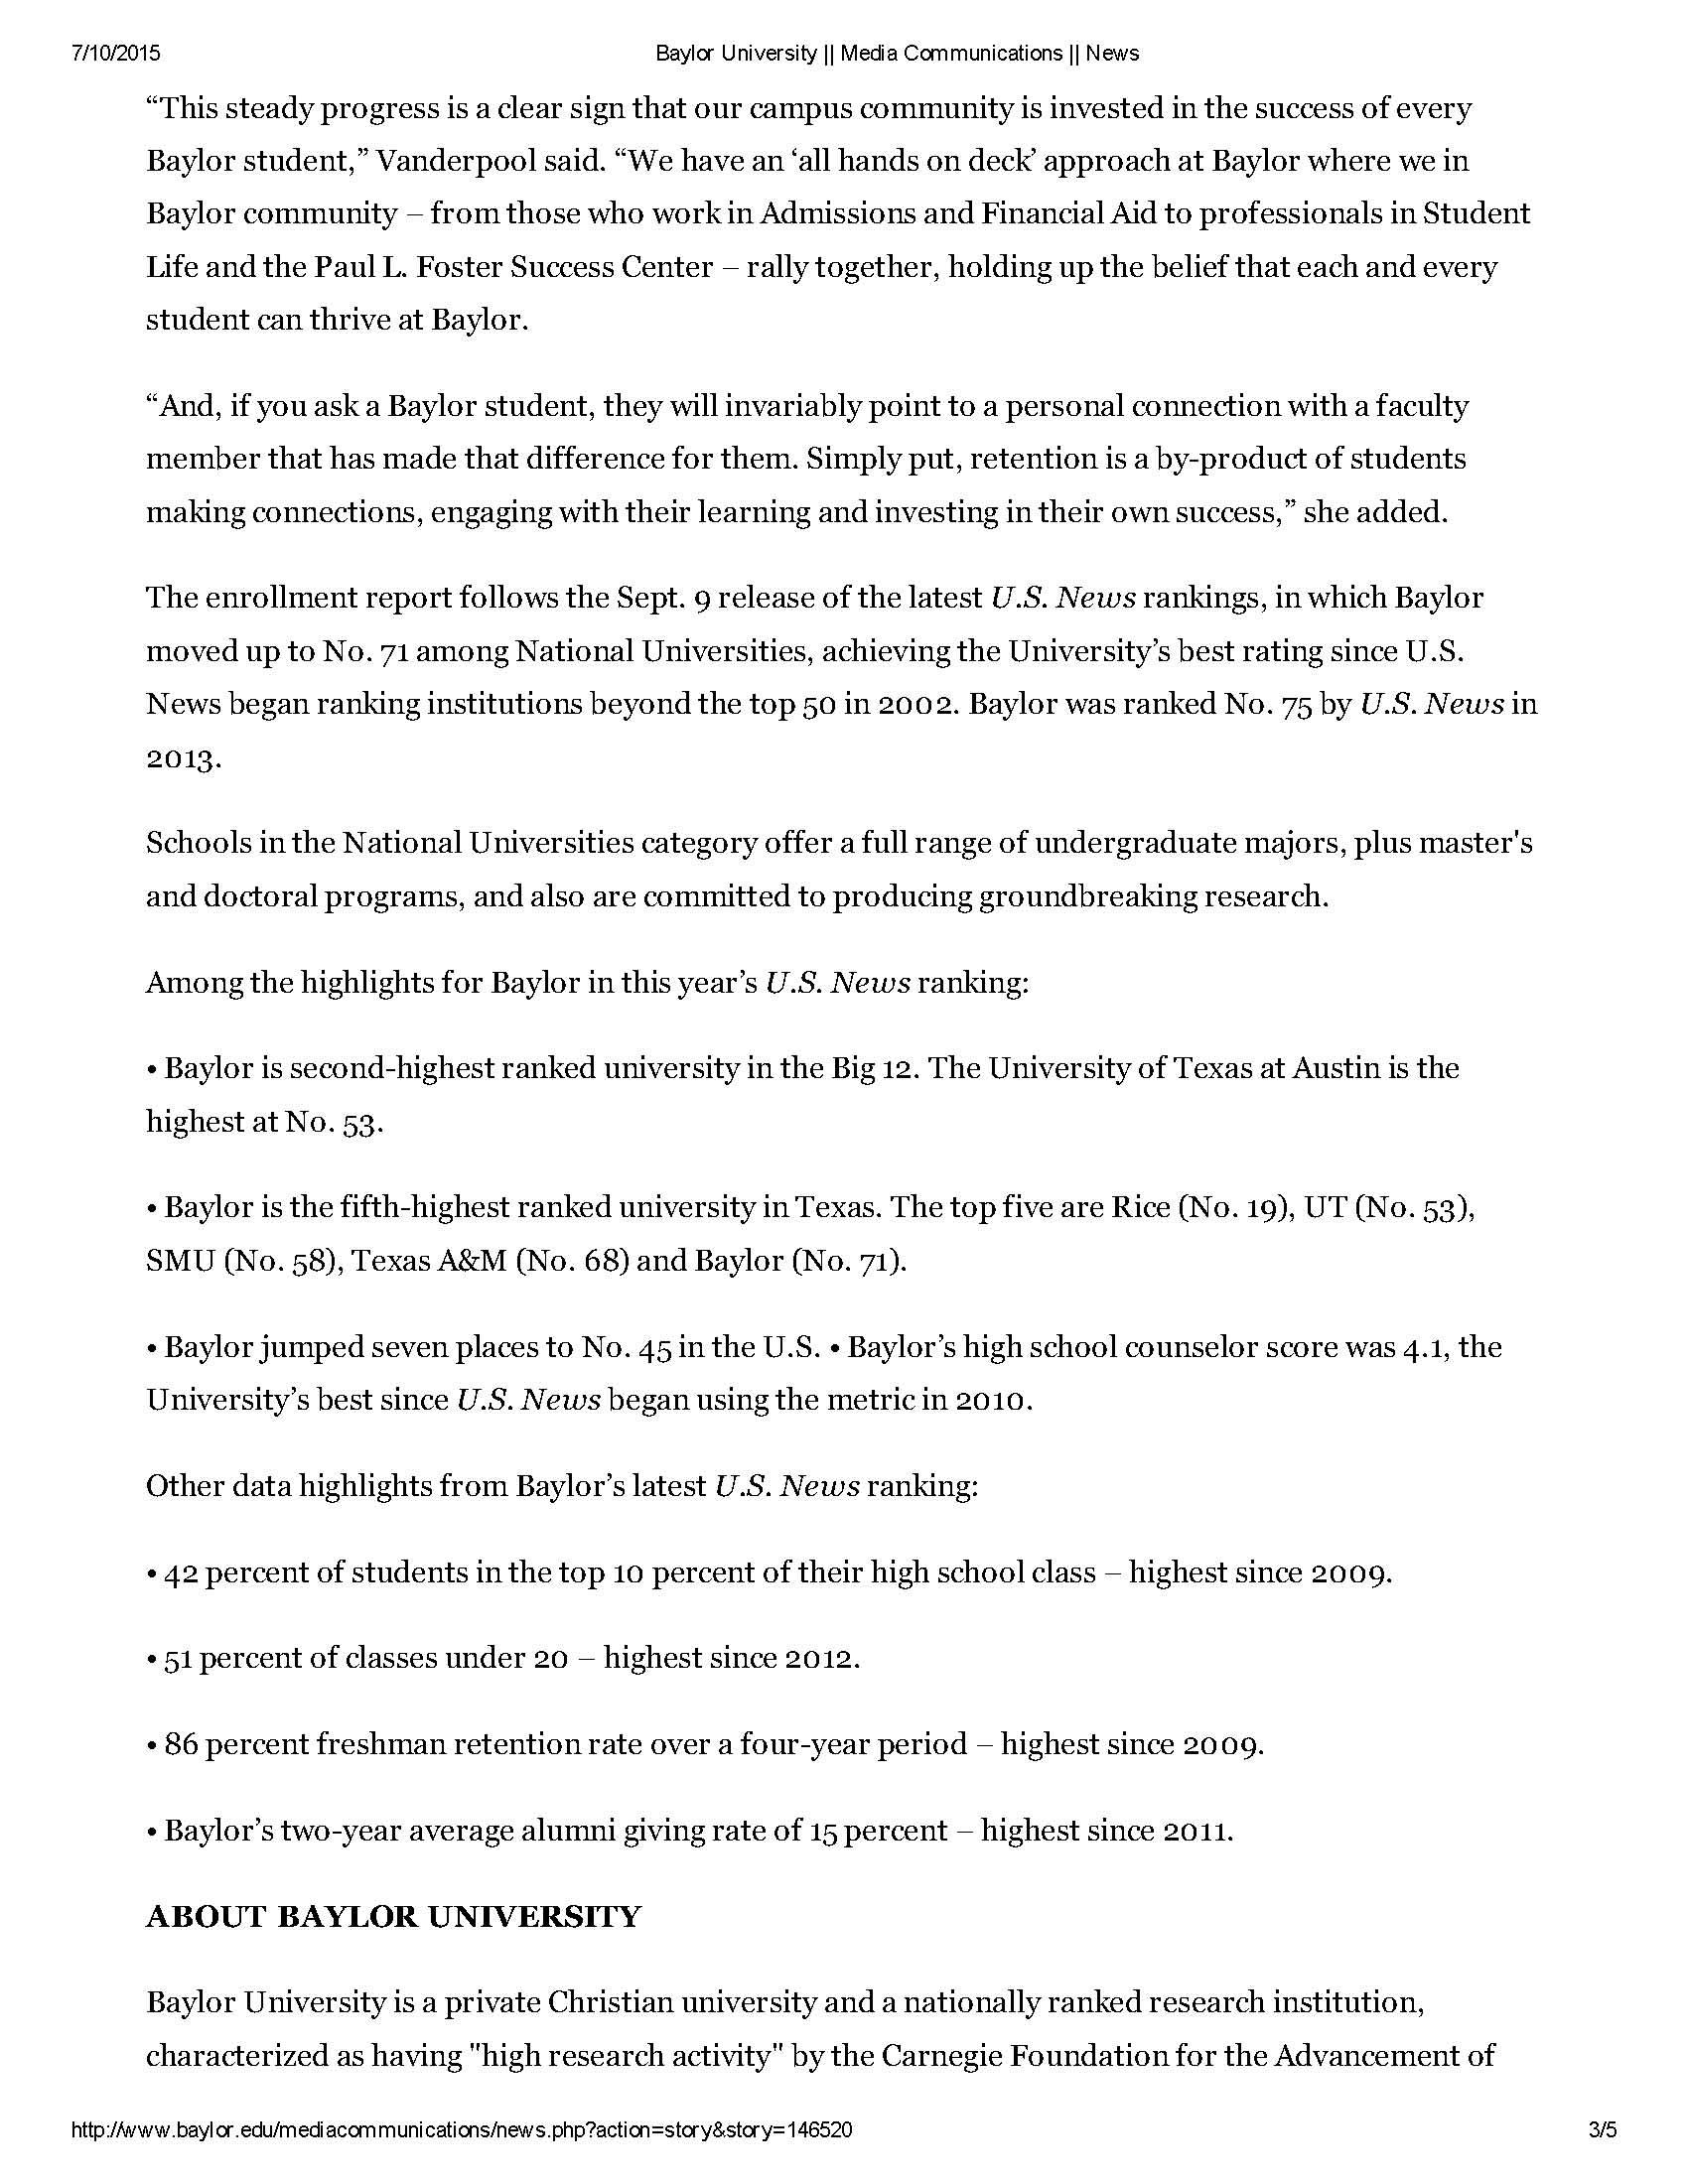 7/10/2015 Baylor University || Media Communications || News
“This steady progress is a clear sign that our campus community is invested in the success of every
Baylor student,” Vanderpool said. “We have an ‘all hands on deck’ approach at Baylor where we in
Baylor community – from those who work in Admissions and Financial Aid to professionals in Student
Life and the Paul L. Foster Success Center – rally together, holding up the belief that each and every
student can thrive at Baylor.
“And, if you ask a Baylor student, they will invariably point to a personal connection with a faculty
member that has made that difference for them. Simply put, retention is a by-product of students
making connections, engaging with their learning and investing in their own success,” she added.
The enrollment report follows the Sept. 9 release of the latest U.S. News rankings, in which Baylor
moved up to No. 71 among National Universities, achieving the University’s best rating since U.S.
News began ranking institutions beyond the top 50 in 2002. Baylor was ranked No. 75 by U.S. News in
2013.
Schools in the National Universities category offer a full range of undergraduate majors, plus master's
and doctoral programs, and also are committed to producing groundbreaking research.
Among the highlights for Baylor in this year’s U.S. News ranking:
• Baylor is second-highest ranked university in the Big 12. The University of Texas at Austin is the
highest at No. 53.
• Baylor is the fifth-highest ranked university in Texas. The top five are Rice (No. 19), UT (No. 53),
SMU (No. 58), Texas A&M (No. 68) and Baylor (No. 71).
• Baylor jumped seven places to No. 45 in the U.S. • Baylor’s high school counselor score was 4.1, the
University’s best since U.S. News began using the metric in 2010.
Other data highlights from Baylor’s latest U.S. News ranking:
• 42 percent of students in the top 10 percent of their high school class – highest since 2009.
• 51 percent of classes under 20 – highest since 2012.
• 86 percent freshman retention rate over a four-year period – highest since 2009.
• Baylor’s two-year average alumni giving rate of 15 percent – highest since 2011.
ABOUT BAYLOR UNIVERSITY
Baylor University is a private Christian university and a nationally ranked research institution,
characterized as having "high research activity" by the Carnegie Foundation for the Advancement of
http://www.baylor.edu/mediacommunications/news.php?action=story&story=146520 3/5